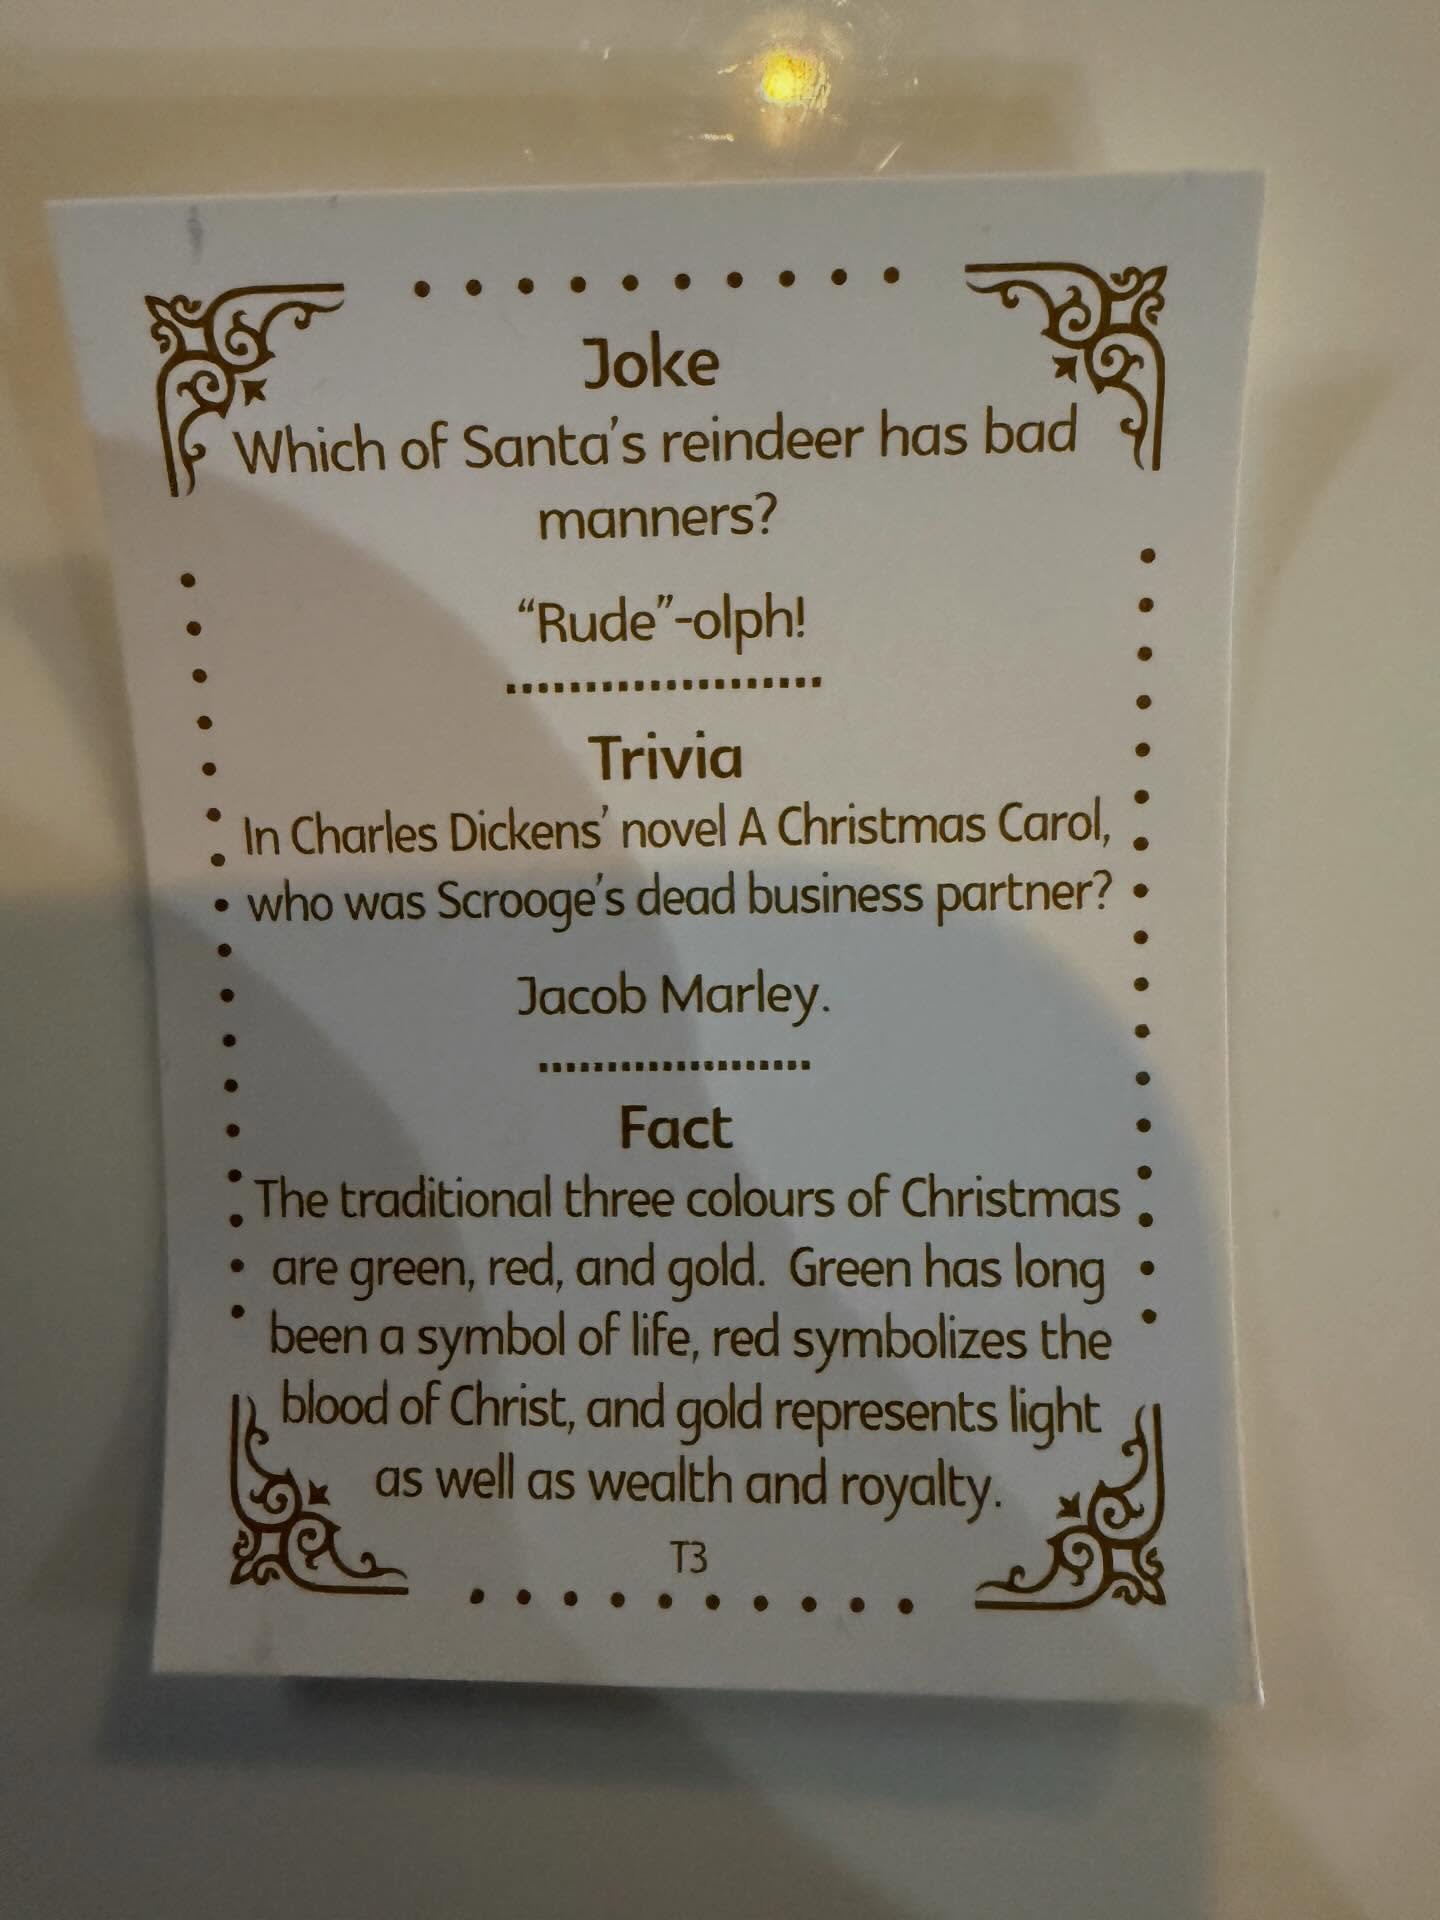 Joke
Which of Santa's reindeer has bad
manners?
“Rude”-olph!
Trivia
In Charles Dickens' novel A Christmas Carol,
who was Scrooge's dead business partner?
Jacob Marley.
Fact
The traditional three colours of Christmas
are green, red, and gold. Green has long
been a symbol of life, red symbolizes the
blood of Christ, and gold represents light
as well as wealth and royalty.
T3